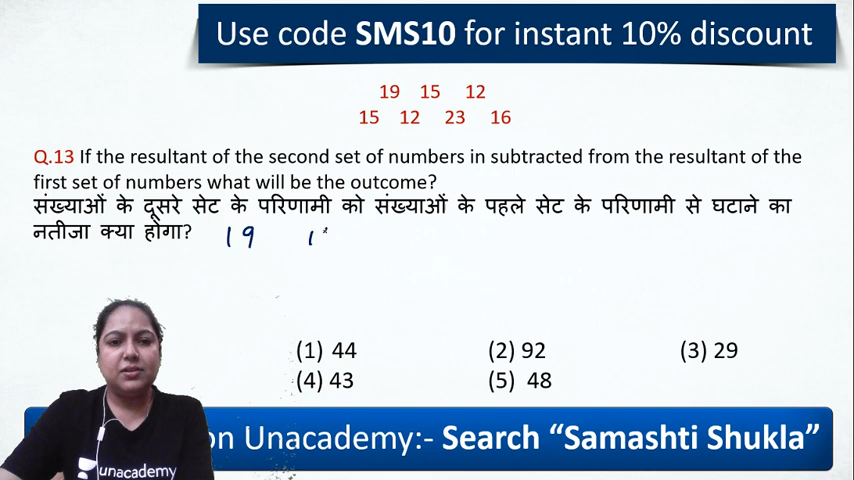 Use code SMS10 for instant 10% discount
19 15 12
15 12 23 16
Q.13 If the resultant of the second set of numbers in subtracted from the resultant of the
first set of numbers what will be the outcome?
संख्याओं के दूसरे सेट के परिणामी को संख्याओं के पहले सेट के परिणामी से घटाने का
नतीजा क्या होगा? 19 1
(1) 44 (2) 92 (3) 29
(4) 43 (5) 48
on Unacademy:- Search “Samashti Shukla”
unacademy